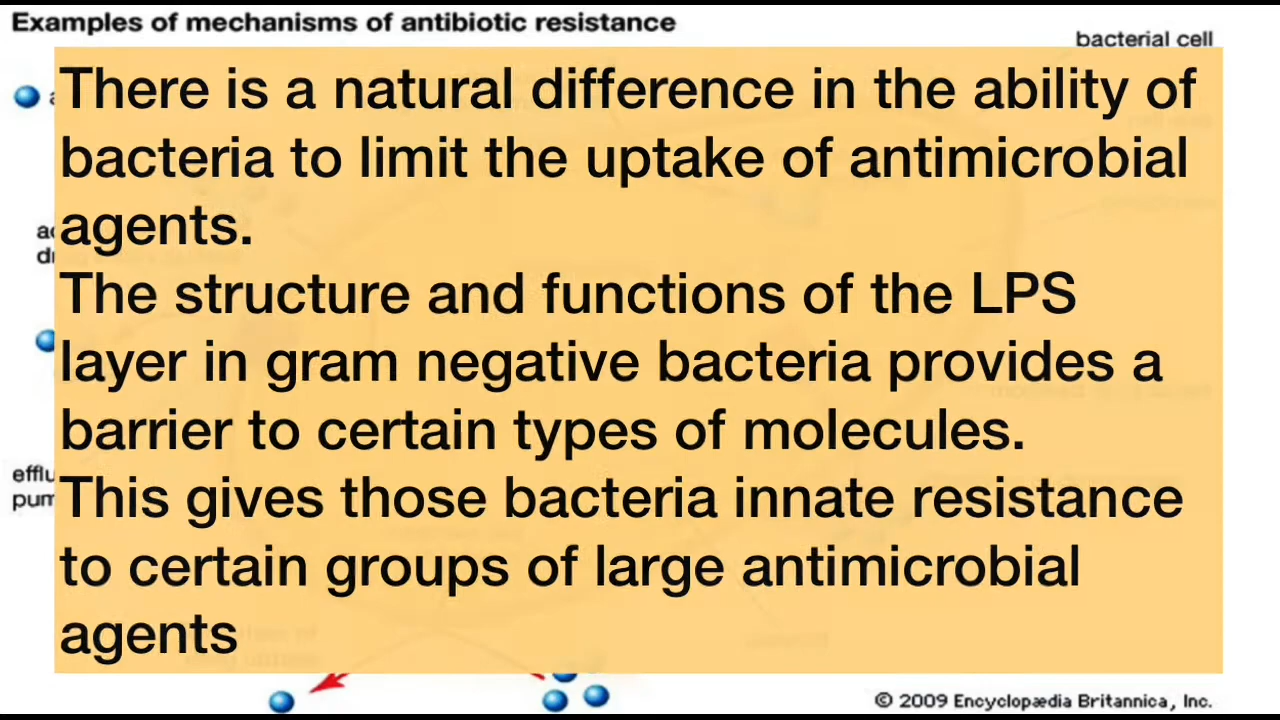 Examples of mechanisms of antibiotic resistance
bacterial cell
There is a natural difference in the ability of
bacteria to limit the uptake of antimicrobial
agents.
The structure and functions of the LPS
layer in gram negative bacteria provides a
barrier to certain types of molecules.
This gives those bacteria innate resistance
to certain groups of large antimicrobial
agents
© 2009 Encyclopædia Britannica, Inc.